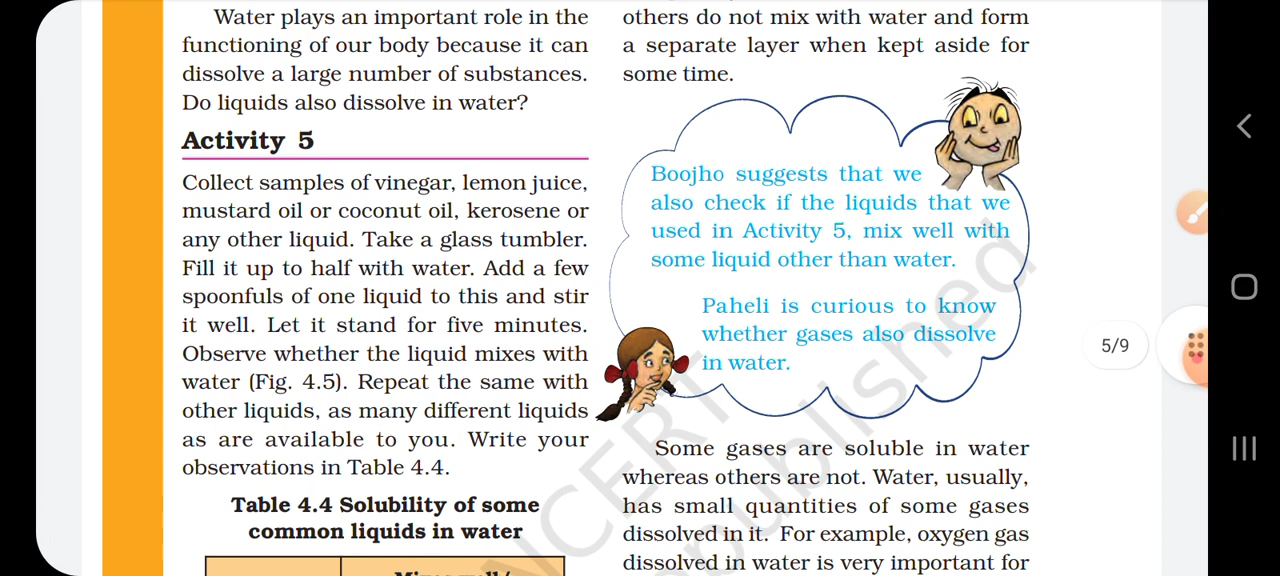 Water plays an important role in the
functioning of our body because it can
dissolve a large number of substances.
Do liquids also dissolve in water?
Activity 5
Collect samples of vinegar, lemon juice,
mustard oil or coconut oil, kerosene or
any other liquid. Take a glass tumbler.
Fill it up to half with water. Add a few
spoonfuls of one liquid to this and stir
it well. Let it stand for five minutes.
Observe whether the liquid mixes with
water (Fig. 4.5). Repeat the same with
other liquids, as many different liquids
as are available to you. Write your
observations in Table 4.4.
Table 4.4 Solubility of some
common liquids in water
Mixes well/
others do not mix with water and form
a separate layer when kept aside for
some time.
Boojho suggests that we
also check if the liquids that we
used in Activity 5, mix well with
some liquid other than water.
Paheli is curious to know
whether gases also dissolve
in water.
Some gases are soluble in water
whereas others are not. Water, usually,
has small quantities of some gases
dissolved in it. For example, oxygen gas
dissolved in water is very important for
NCERT
republished
5/9